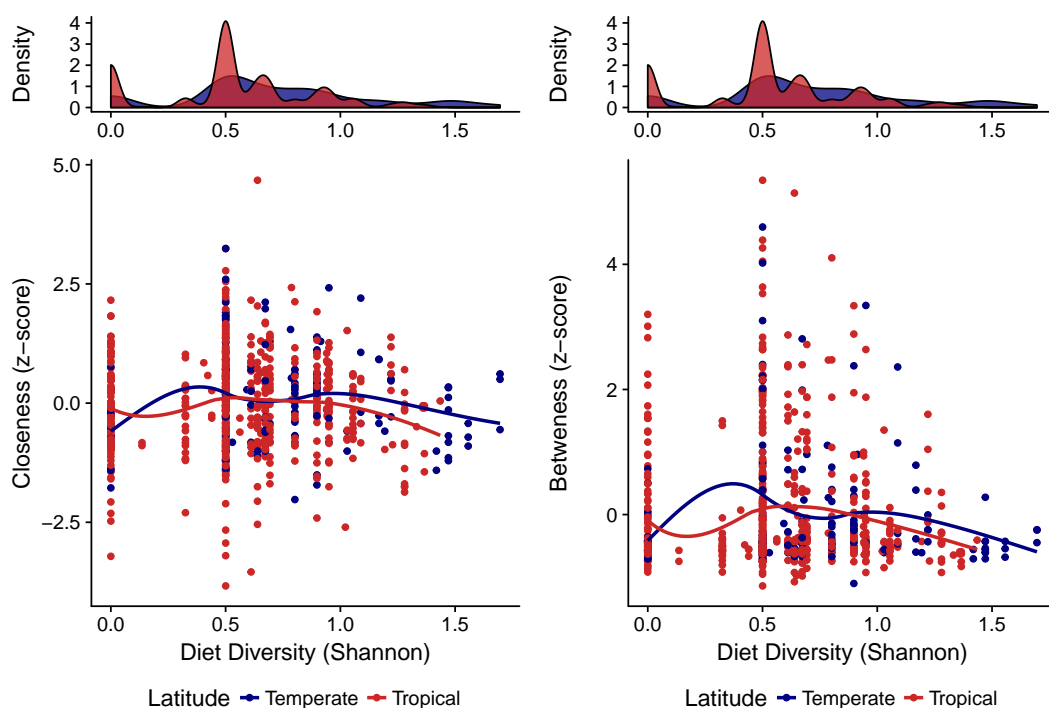 Density
4
3
2
1
0
0.0 0.5 1.0 1.5
Closeness (z−score)
5.0
2.5
0.0
−2.5
0.0 0.5 1.0 1.5
Diet Diversity (Shannon)
Latitude Temperate Tropical
Density
4
3
2
1
0
0.0 0.5 1.0 1.5
Betweness (z−score)
4
2
0
0.0 0.5 1.0 1.5
Diet Diversity (Shannon)
Latitude Temperate Tropical